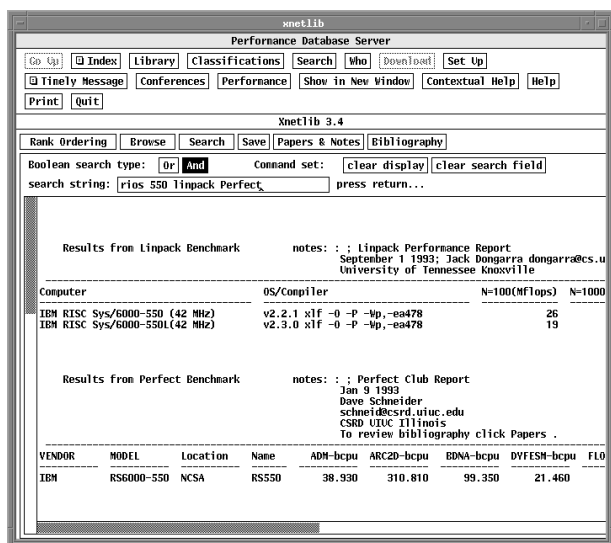 xnetlib
Performance Database Server
Go Up Index Library Classifications Search Who Download Set Up
Timely Message Conferences Performance Show in New Window Contextual Help Help
Print Quit
Xnetlib 3.4
Rank Ordering Browse Search Save Papers & Notes Bibliography
Boolean search type: Or And Command set: clear display clear search field
search string: rios 550 linpack Perfect press return...
Results from Linpack Benchmark notes: : ; Linpack Performance Report
September 1 1993; Jack Dongarra dongarra@cs.u
University of Tennessee Knoxville
Computer OS/Compiler N=100(Mflops) N=1000
IBM RISC Sys/6000-550 (42 MHz) v2.2.1 xlf -O -P -Wp,-ea478 26
IBM RISC Sys/6000-550L(42 MHz) v2.3.0 xlf -O -P -Wp,-ea478 19
Results from Perfect Benchmark notes: : ; Perfect Club Report
Jan 9 1993
Dave Schneider
schneid@csrd.uiuc.edu
CSRD UIUC Illinois
To review bibliography click Papers .
VENDOR MODEL Location Name ADM-bcpu ARC2D-bcpu BDNA-bcpu DYFESM-bcpu FLO
IBM RS6000-550 NCSA RS550 38.930 310.810 99.350 21.460